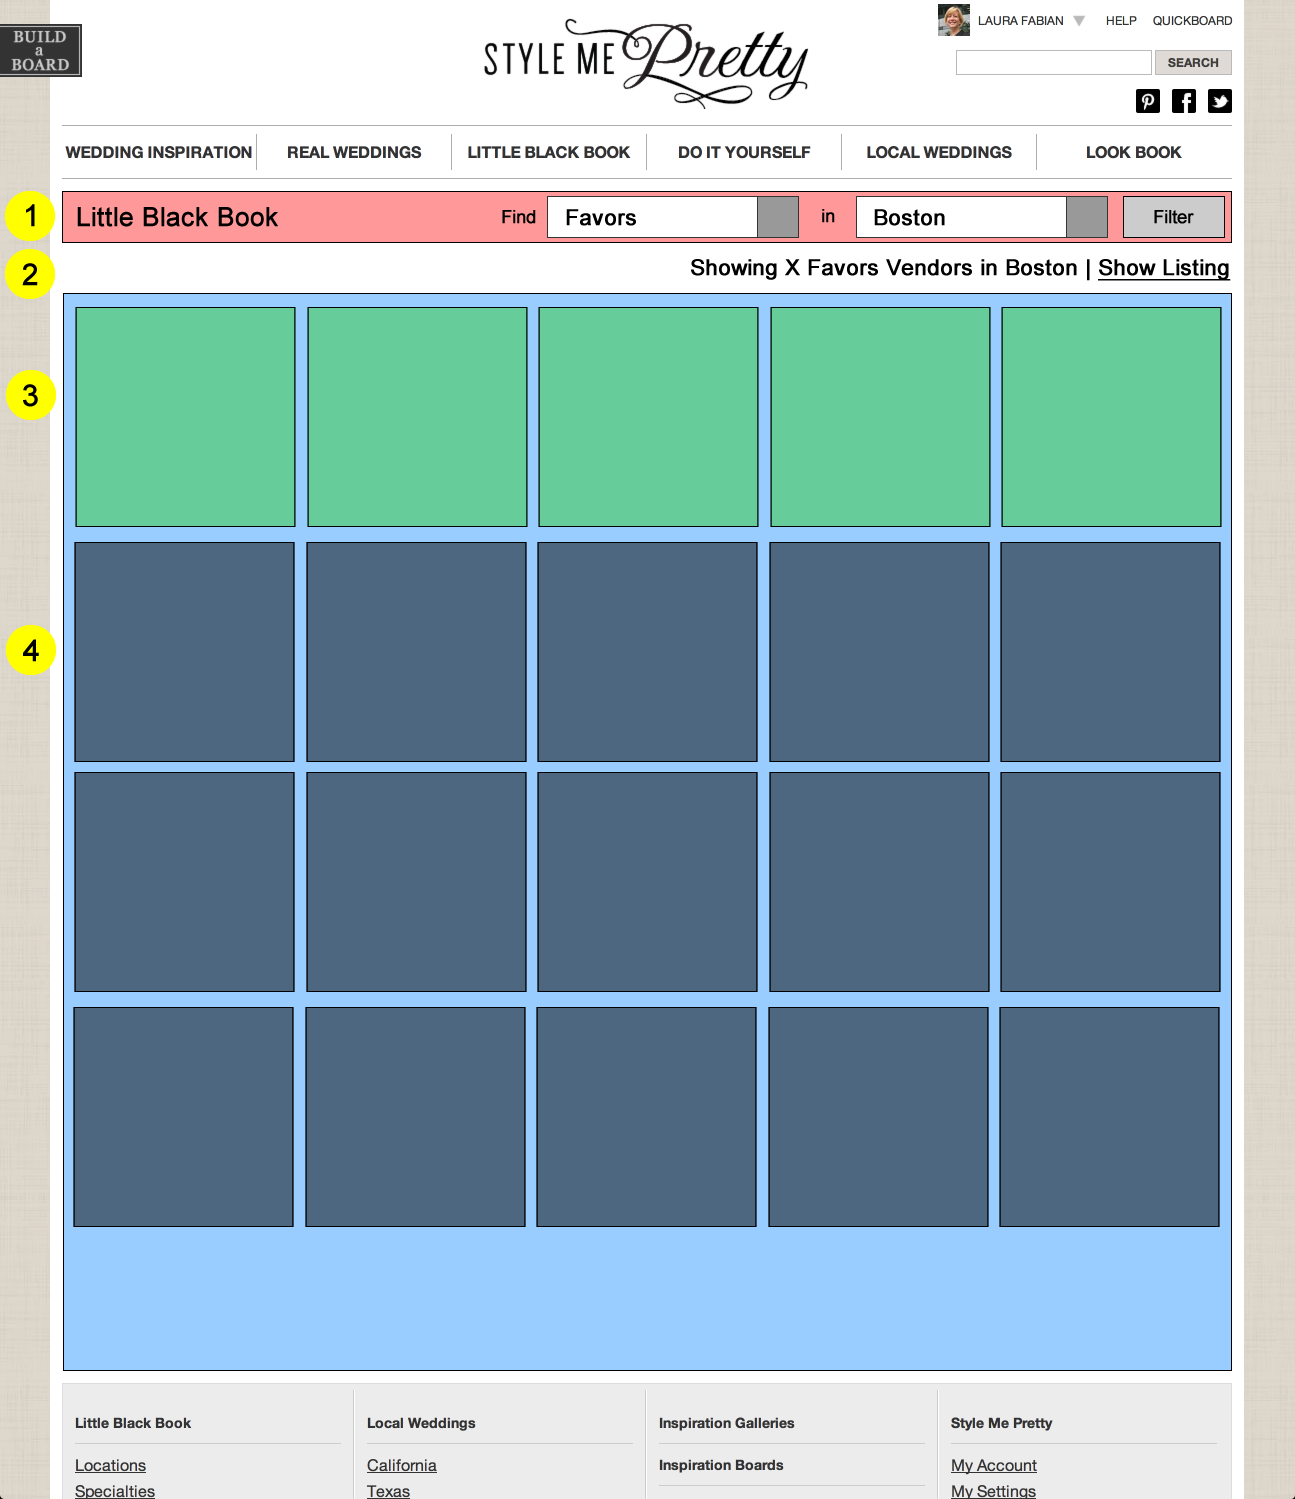 BUILD
a
BOARD
STYLE ME Pretty
LAURA FABIAN HELP QUICKBOARD
SEARCH
WEDDING INSPIRATION REAL WEDDINGS LITTLE BLACK BOOK DO IT YOURSELF LOCAL WEDDINGS LOOK BOOK
1 Little Black Book Find Favors in Boston Filter
2 Showing X Favors Vendors in Boston | Show Listing
3
4
Little Black Book Local Weddings Inspiration Galleries Style Me Pretty
Locations California Inspiration Boards My Account
Specialties Texas My Settings